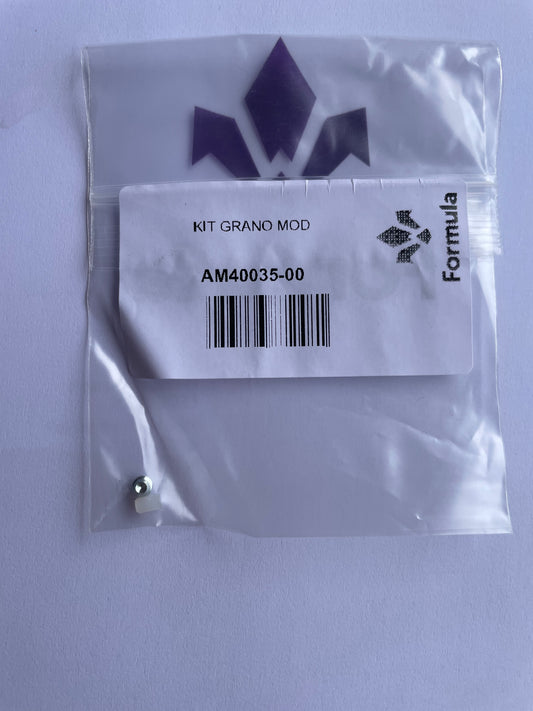 KIT GRANO MOD
AM40035-00
Formula